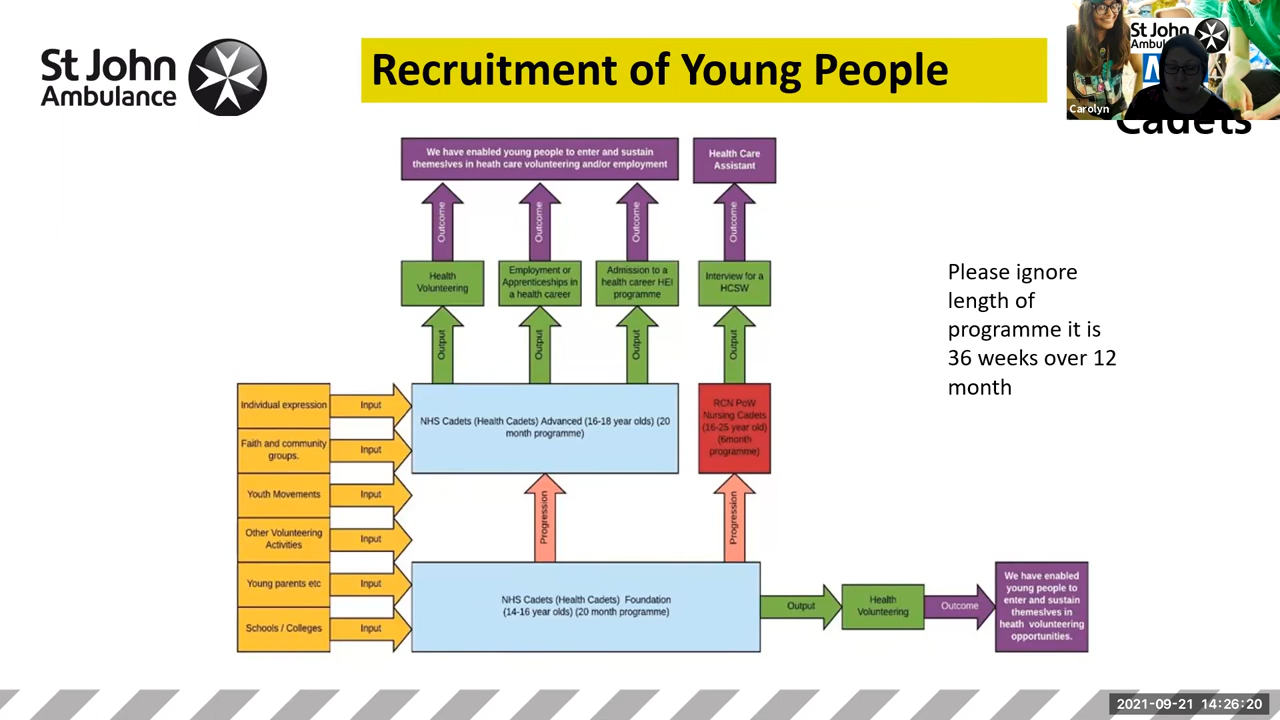 St John
Ambulance
Recruitment of Young People
St John
Carolyn
Cadets
We have enabled young people to enter and sustain
themeslves in heath care volunteering and/or employment
Health Care
Assistant
Outcome
Outcome
Outcome
Outcome
Health
Volunteering
Employment or
Apprenticeships in
a health career
Admission to a
health career HEI
programme
Interview for a
HCSW
Output
Output
Output
Output
Please ignore
length of
programme it is
36 weeks over 12
month
Individual expression
Input
Faith and community
groups.
Input
Youth Movements
Input
Other Volunteering
Activities
Input
Young parents etc
Input
Schools / Colleges
Input
NHS Cadets (Health Cadets) Advanced (16-18 year olds) (20
month programme)
RCN PoW
Nursing Cadets
(16-25 year old)
(6month
programme)
Progression
Progression
NHS Cadets (Health Cadets)  Foundation
(14-16 year olds) (20 month programme)
Output
Health
Volunteering
Outcome
We have enabled
young people to
enter and sustain
themeslves in
heath  volunteering
opportunities.
2021-09-21 14:26:20